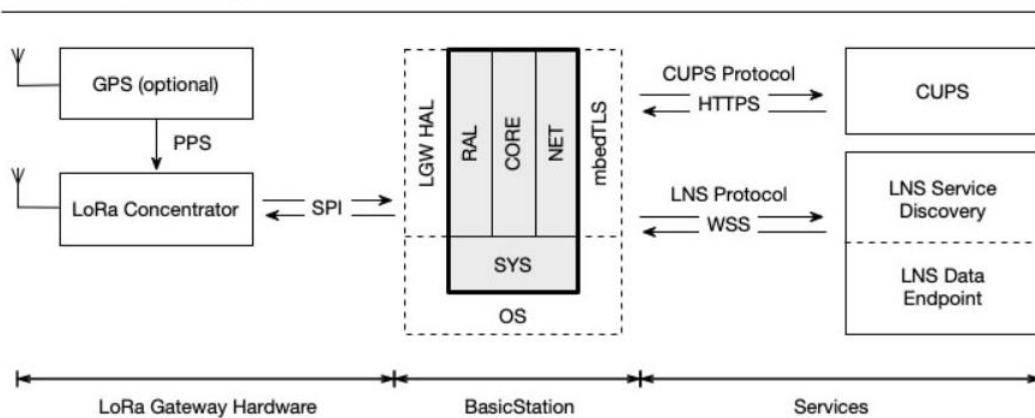 GPS (optional)
PPS
LoRa Concentrator
SPI
LGW HAL
RAL
CORE
NET
mbedTLS
SYS
OS
CUPS Protocol
HTTPS
LNS Protocol
WSS
CUPS
LNS Service
Discovery
LNS Data
Endpoint
LoRa Gateway Hardware
BasicStation
Services